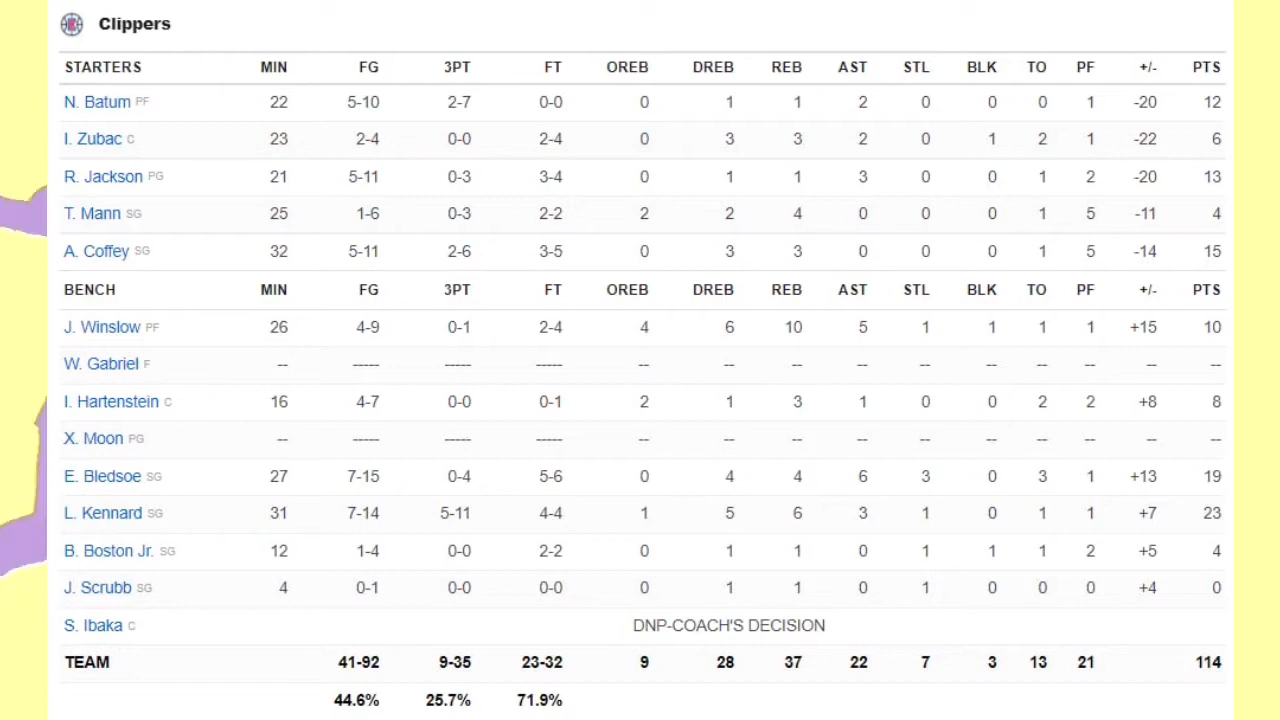 Clippers
STARTERS MIN FG 3PT FT OREB DREB REB AST STL BLK TO PF +/- PTS
N. Batum PF 22 5-10 2-7 0-0 0 1 1 2 0 0 0 1 -20 12
I. Zubac C 23 2-4 0-0 2-4 0 3 3 2 0 1 2 1 -22 6
R. Jackson PG 21 5-11 0-3 3-4 0 1 1 3 0 0 1 2 -20 13
T. Mann SG 25 1-6 0-3 2-2 2 2 4 0 0 0 1 5 -11 4
A. Coffey SG 32 5-11 2-6 3-5 0 3 3 0 0 0 1 5 -14 15
BENCH MIN FG 3PT FT OREB DREB REB AST STL BLK TO PF +/- PTS
J. Winslow PF 26 4-9 0-1 2-4 4 6 10 5 1 1 1 1 +15 10
W. Gabriel F -- ----- ----- ----- -- -- -- -- -- -- -- -- -- --
I. Hartenstein C 16 4-7 0-0 0-1 2 1 3 1 0 0 2 2 +8 8
X. Moon PG -- ----- ----- ----- -- -- -- -- -- -- -- -- -- --
E. Bledsoe SG 27 7-15 0-4 5-6 0 4 4 6 3 0 3 1 +13 19
L. Kennard SG 31 7-14 5-11 4-4 1 5 6 3 1 0 1 1 +7 23
B. Boston Jr. SG 12 1-4 0-0 2-2 0 1 1 0 1 1 1 2 +5 4
J. Scrubb SG 4 0-1 0-0 0-0 0 1 1 0 1 0 0 0 +4 0
S. Ibaka C DNP-COACH'S DECISION
TEAM 41-92 9-35 23-32 9 28 37 22 7 3 13 21 114
44.6% 25.7% 71.9%